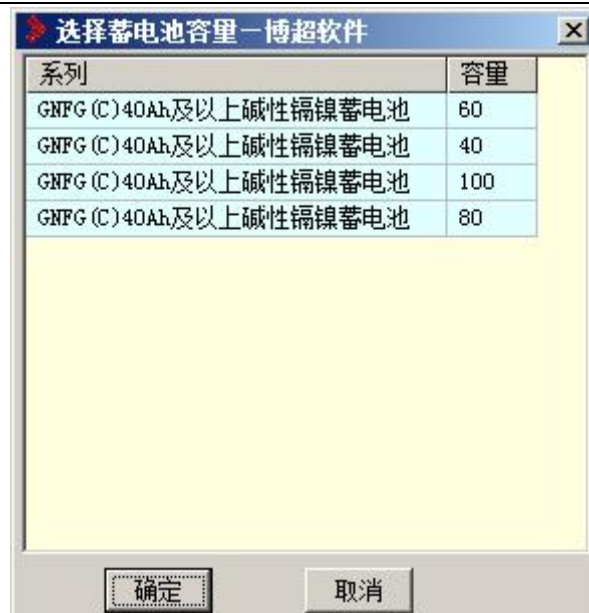 选择蓄电池容量－博超软件
系列 容量
GNFG(C)40Ah及以上碱性镉镍蓄电池 60
GNFG(C)40Ah及以上碱性镉镍蓄电池 40
GNFG(C)40Ah及以上碱性镉镍蓄电池 100
GNFG(C)40Ah及以上碱性镉镍蓄电池 80
确定 取消